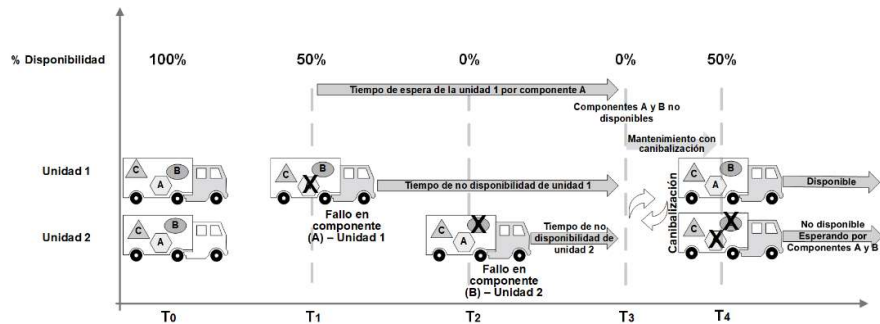 % Disponibilidad
100%
50%
0%
0%
50%
Tiempo de espera de la unidad 1 por componente A
Componentes A y B no
disponibles
Mantenimiento con
canibalización
Unidad 1
C
B
A
C
B
A
X
Tiempo de no disponibilidad de unidad 1
C
B
A
Disponible
Canibalización
Fallo en
componente
(A) – Unidad 1
Unidad 2
C
B
A
C
X
A
Tiempo de no
disponibilidad de
unidad 2
C
X
X
No disponible
Esperando por
Componentes A y B
Fallo en
componente
(B) – Unidad 2
T0
T1
T2
T3
T4